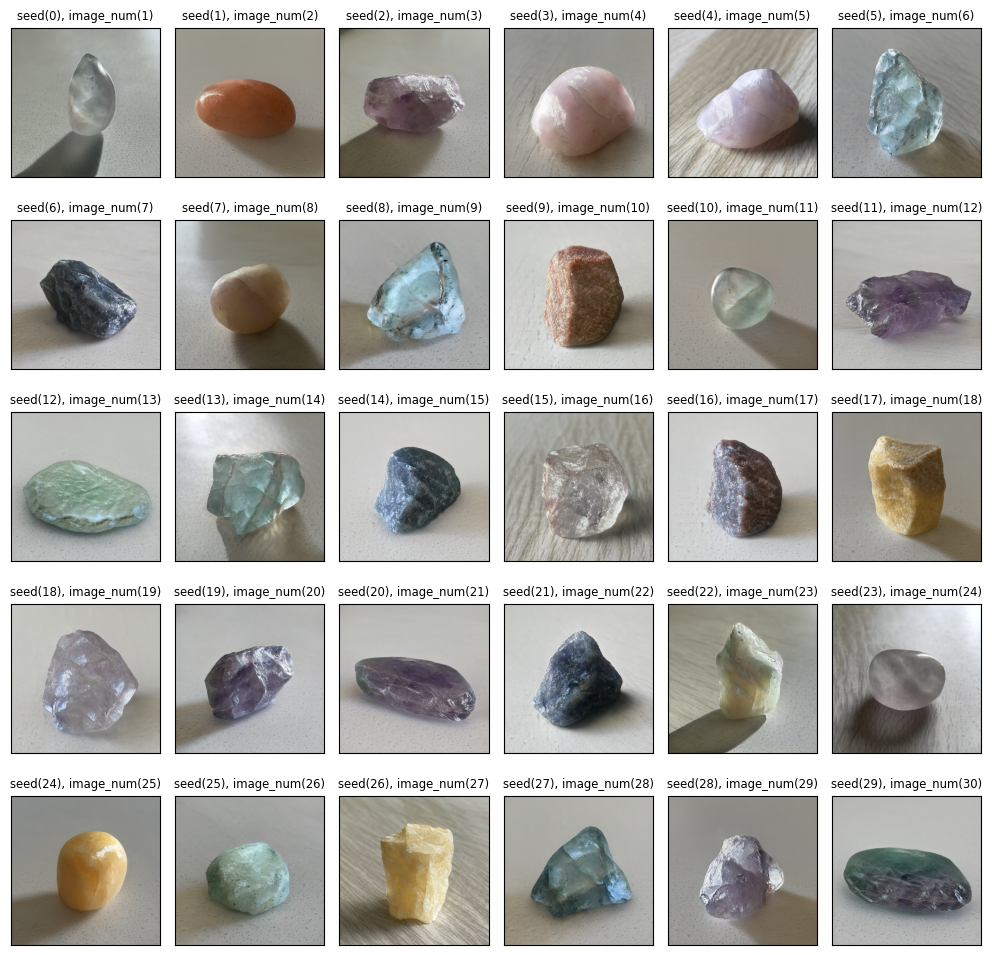 seed(0), image_num(1) seed(1), image_num(2) seed(2), image_num(3) seed(3), image_num(4) seed(4), image_num(5) seed(5), image_num(6)
seed(6), image_num(7) seed(7), image_num(8) seed(8), image_num(9) seed(9), image_num(10) seed(10), image_num(11) seed(11), image_num(12)
seed(12), image_num(13) seed(13), image_num(14) seed(14), image_num(15) seed(15), image_num(16) seed(16), image_num(17) seed(17), image_num(18)
seed(18), image_num(19) seed(19), image_num(20) seed(20), image_num(21) seed(21), image_num(22) seed(22), image_num(23) seed(23), image_num(24)
seed(24), image_num(25) seed(25), image_num(26) seed(26), image_num(27) seed(27), image_num(28) seed(28), image_num(29) seed(29), image_num(30)